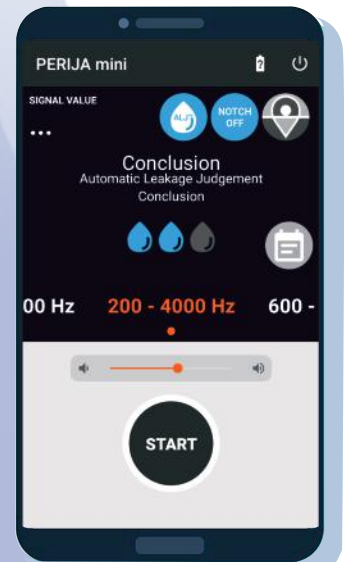 PERIJA mini
SIGNAL VALUE
...
ALJ
NOTCH
OFF
Conclusion
Automatic Leakage Judgement
Conclusion
00 Hz
200 - 4000 Hz
600 -
START